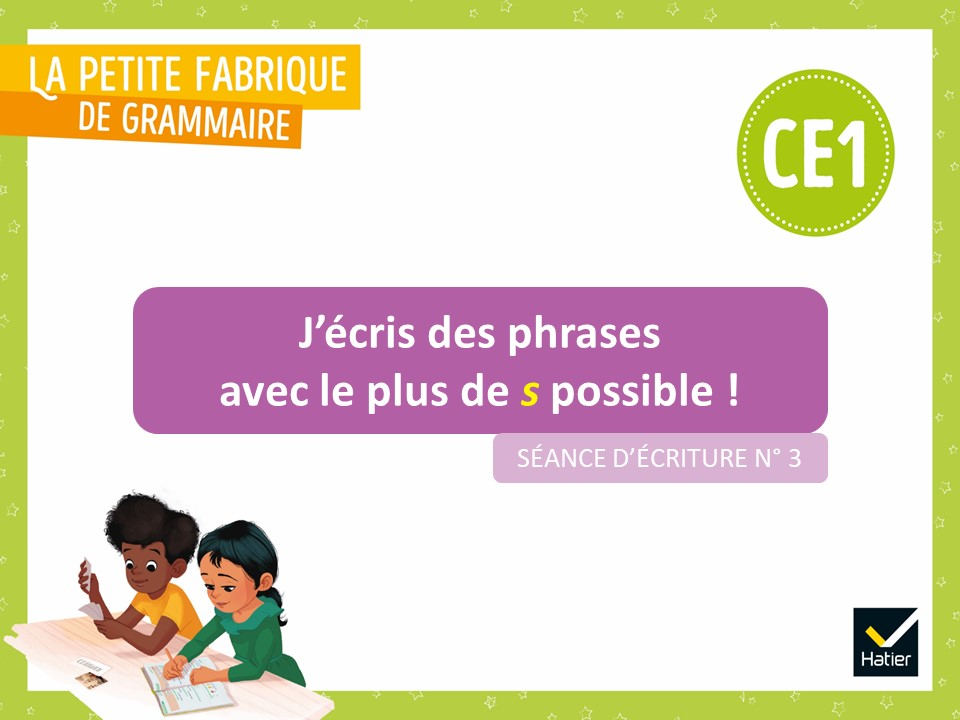 LA PETITE FABRIQUE
DE GRAMMAIRE
CE1
J’écris des phrases
avec le plus de s possible !
SÉANCE D’ÉCRITURE N° 3
Hatier